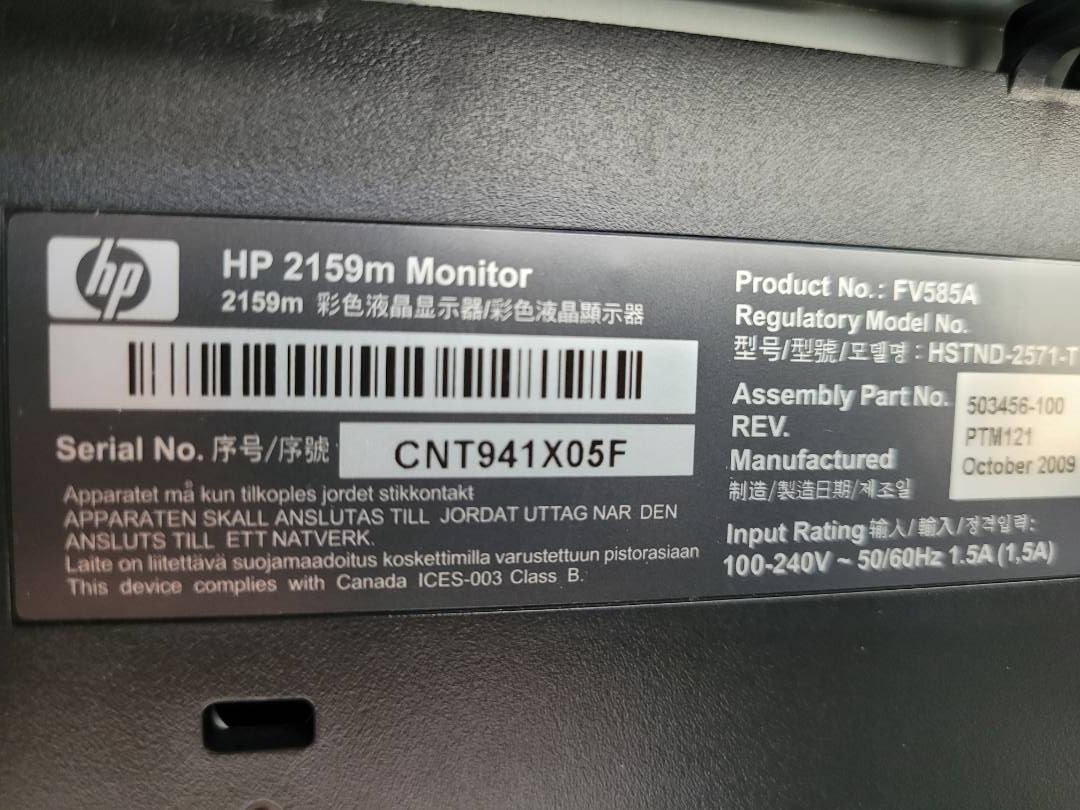 hp
HP 2159m Monitor
2159m 彩色液晶显示器/彩色液晶顯示器
Serial No. 序号/序號
CNT941X05F
Apparatet må kun tilkoples jordet stikkontakt
APPARATEN SKALL ANSLUTAS TILL JORDAT UTTAG NAR DEN
ANSLUTS TILL ETT NATVERK.
Laite on liitettävä suojamaadoitus koskettimilla varustettuun pistorasiaan
This device complies with Canada ICES-003 Class B.
Product No.: FV585A
Regulatory Model No.
型号/型號/모델명 : HSTND-2571-T
Assembly Part No. 503456-100
REV. PTM121
Manufactured October 2009
制造/製造日期/제조일
Input Rating 输入/輸入/정격입력:
100-240V ~ 50/60Hz 1.5A (1,5A)